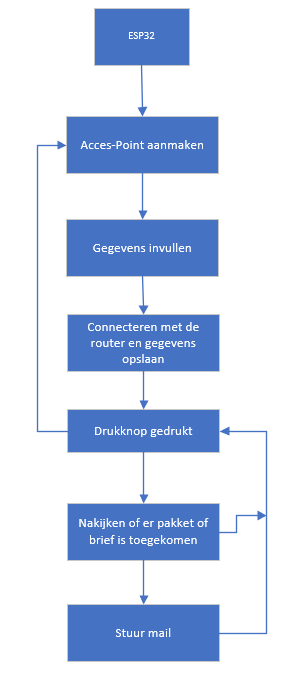 ESP32
Acces-Point aanmaken
Gegevens invullen
Connecteren met de
router en gegevens
opslaan
Drukknop gedrukt
Nakijken of er pakket of
brief is toegekomen
Stuur mail